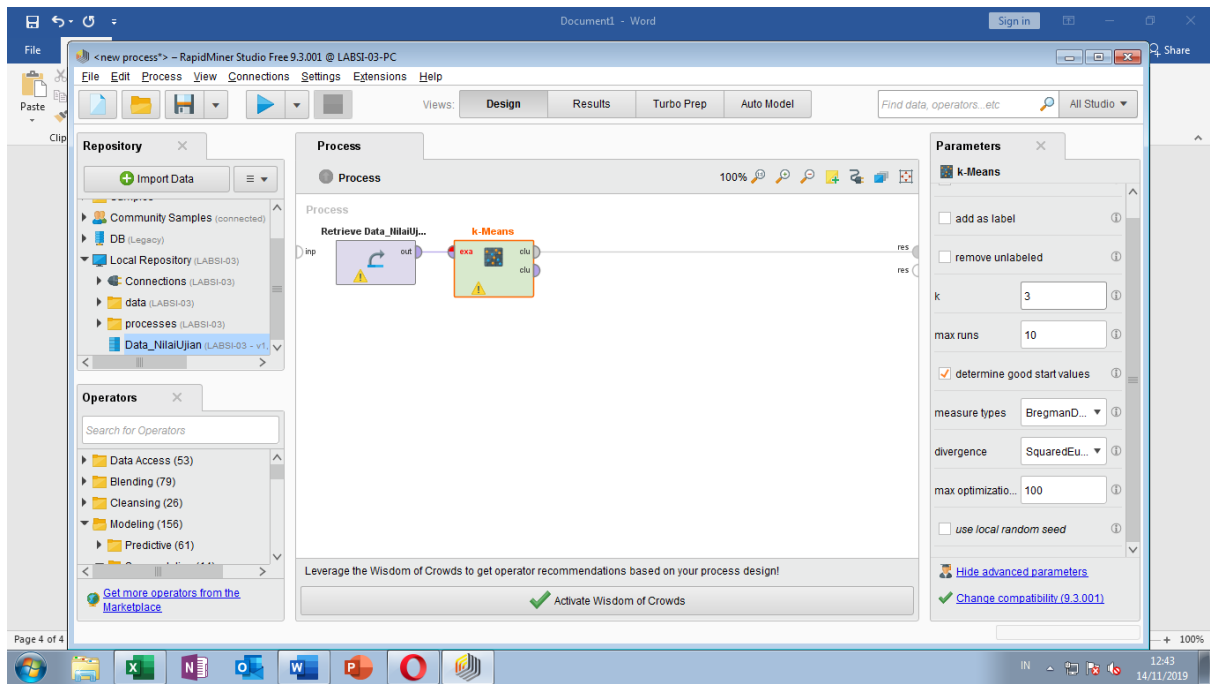 Document1 - Word
Sign in
File
Share
<new process*> – RapidMiner Studio Free 9.3.001 @ LABSI-03-PC
File Edit Process View Connections Settings Extensions Help
Paste
Clip
Views:
Design
Results
Turbo Prep
Auto Model
Find data, operators...etc
All Studio
Repository
Import Data
Community Samples (connected)
DB (Legacy)
Local Repository (LABSI-03)
Connections (LABSI-03)
data (LABSI-03)
processes (LABSI-03)
Data_NilaiUjian (LABSI-03 - v1,
Operators
Search for Operators
Data Access (53)
Blending (79)
Cleansing (26)
Modeling (156)
Predictive (61)
Get more operators from the
Marketplace
Process
Process
100%
Process
Retrieve Data_NilaiUj...
k-Means
inp
out
exa
clu
clu
res
res
Leverage the Wisdom of Crowds to get operator recommendations based on your process design!
Activate Wisdom of Crowds
Parameters
k-Means
add as label
remove unlabeled
k
3
max runs
10
determine good start values
measure types
BregmanD...
divergence
SquaredEu...
max optimizatio...
100
use local random seed
Hide advanced parameters
Change compatibility (9.3.001)
Page 4 of 4
100%
IN
12:43
14/11/2019